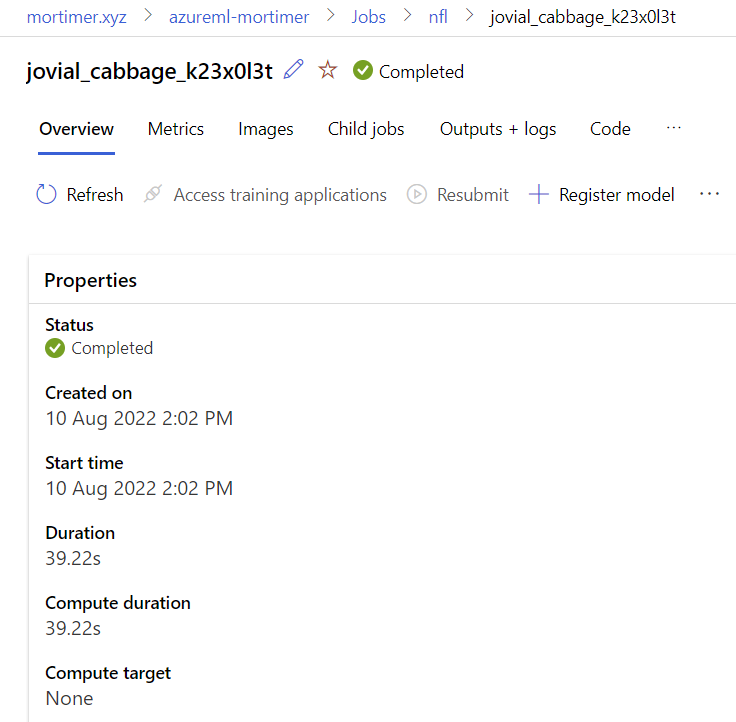 mortimer.xyz > azureml-mortimer > Jobs > nfl > jovial_cabbage_k23x0l3t
jovial_cabbage_k23x0l3t Completed
Overview Metrics Images Child jobs Outputs + logs Code ...
Refresh Access training applications Resubmit Register model ...
Properties
Status
Completed
Created on
10 Aug 2022 2:02 PM
Start time
10 Aug 2022 2:02 PM
Duration
39.22s
Compute duration
39.22s
Compute target
None